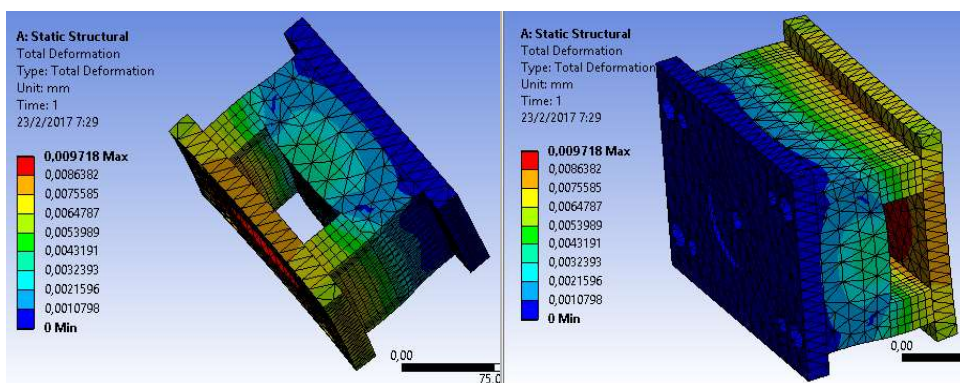 A: Static Structural
Total Deformation
Type: Total Deformation
Unit: mm
Time: 1
23/2/2017 7:29
0,009718 Max
0,0086382
0,0075585
0,0064787
0,0053989
0,0043191
0,0032393
0,0021596
0,0010798
0 Min
0,00
75,0
A: Static Structural
Total Deformation
Type: Total Deformation
Unit: mm
Time: 1
23/2/2017 7:29
0,009718 Max
0,0086382
0,0075585
0,0064787
0,0053989
0,0043191
0,0032393
0,0021596
0,0010798
0 Min
0,00